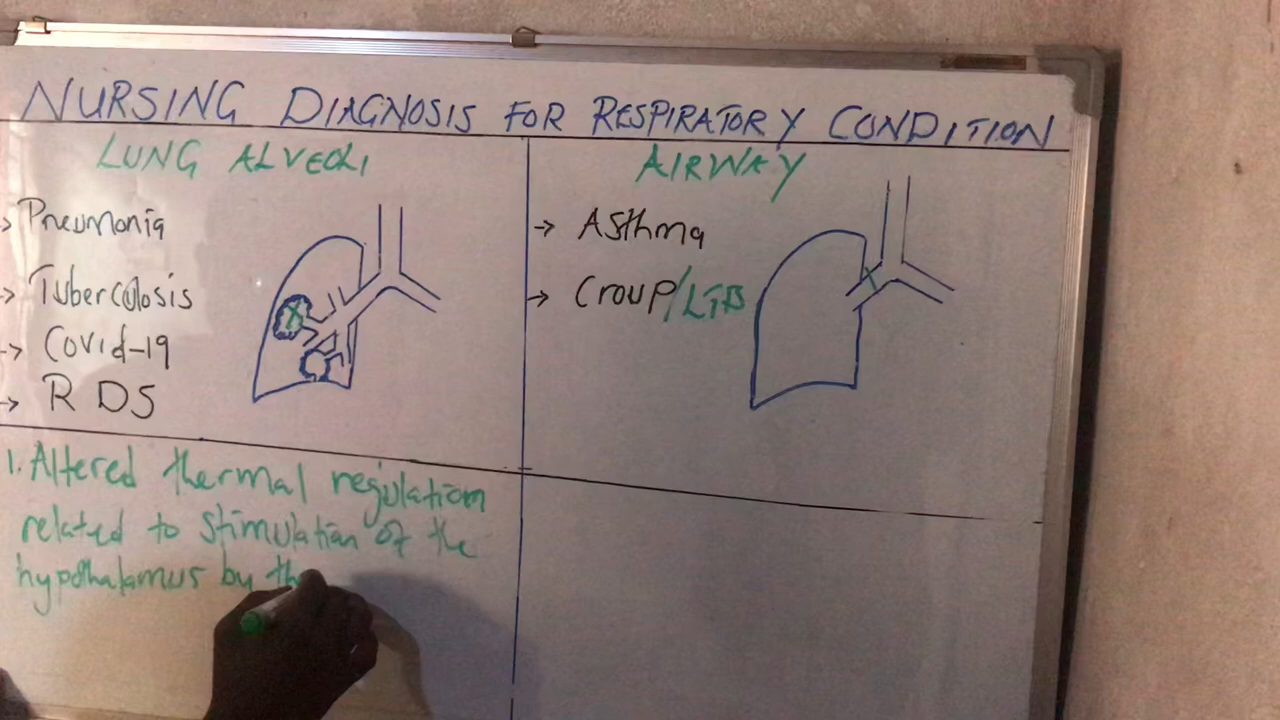 NURSING DIAGNOSIS FOR RESPIRATORY CONDITION
LUNG ALVEOLI
→ Pneumonia
→ Tuberculosis
→ Covid-19
→ RDS
AIRWAY
→ Asthma
→ Croup/LTB
1. Altered thermal regulation
related to stimulation of the
hypothalamus by the